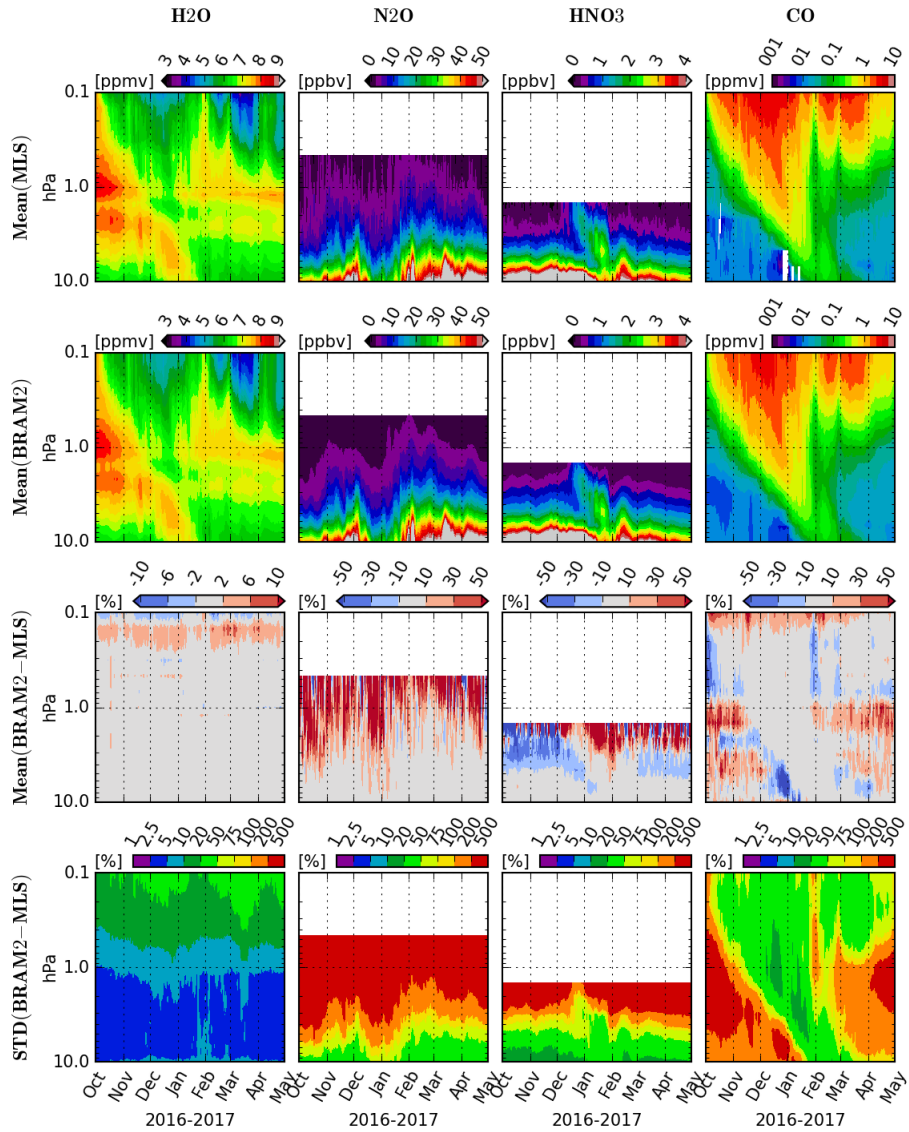 H2O N2O HNO3 CO
[ppmv] 3 4 5 6 7 8 9 [ppbv] 0 10 20 30 40 50 [ppbv] 0 1 2 3 4 [ppmv] 001 01 0.1 1 10
Mean(MLS)
hPa
0.1
1.0
10.0
[ppmv] 3 4 5 6 7 8 9 [ppbv] 0 10 20 30 40 50 [ppbv] 0 1 2 3 4 [ppmv] 001 01 0.1 1 10
Mean(BRAM2)
hPa
0.1
1.0
10.0
[%] -10 -6 -2 2 6 10 [%] -50 -30 -10 10 30 50 [%] -50 -30 -10 10 30 50 [%] -50 -30 -10 10 30 50
Mean(BRAM2−MLS)
hPa
0.1
1.0
10.0
[%] 1 2.5 5 10 20 50 75 100 200 500 [%] 1 2.5 5 10 20 50 75 100 200 500 [%] 1 2.5 5 10 20 50 75 100 200 500 [%] 1 2.5 5 10 20 50 75 100 200 500
STD(BRAM2−MLS)
hPa
0.1
1.0
10.0
Oct Nov Dec Jan Feb Mar Apr May Oct Nov Dec Jan Feb Mar Apr May Oct Nov Dec Jan Feb Mar Apr May Oct Nov Dec Jan Feb Mar Apr May
2016-2017 2016-2017 2016-2017 2016-2017